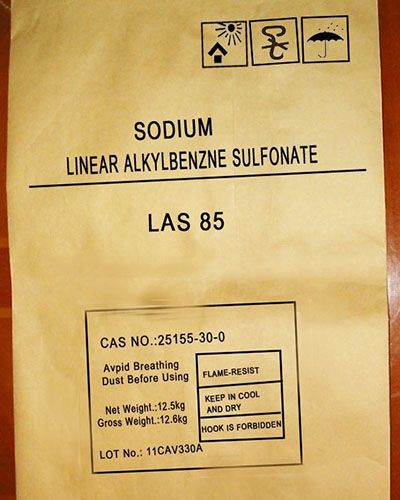 SODIUM
LINEAR ALKYLBENZNE SULFONATE
LAS 85
CAS NO.:25155-30-0
Avpid Breathing
Dust Before Using
Net Weight.:12.5kg
Gross Weight.:12.6kg
LOT No.: 11CAV330A
FLAME-RESIST
KEEP IN COOL
AND DRY
HOOK IS FORBIDDEN